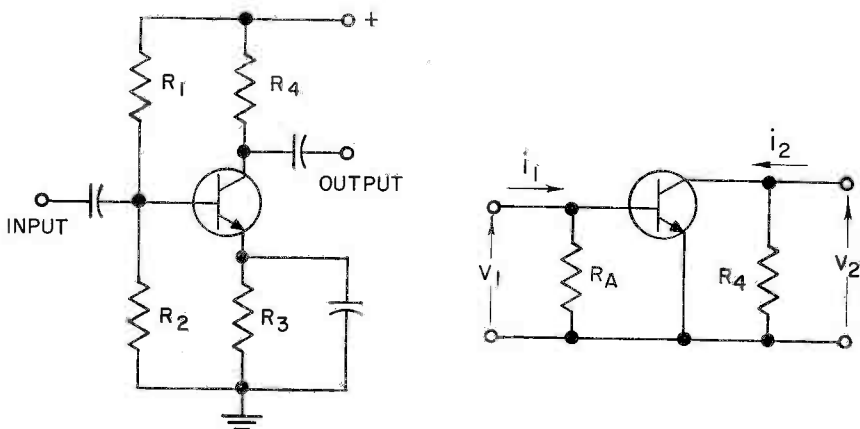 +
R1
R4
OUTPUT
INPUT
R2
R3
i1
i2
V1
RA
R4
V2